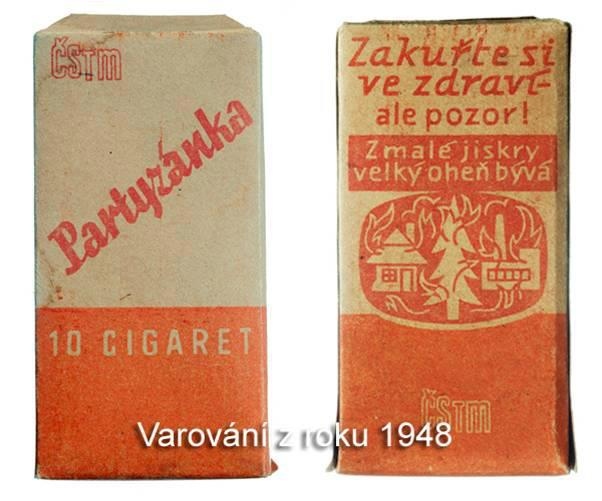 ČSTM
Partyzánka
10 CIGARET
Zakuřte si
ve zdraví-
ale pozor!
Z malé jiskry
velký oheň bývá
ČSTM
Varování z roku 1948